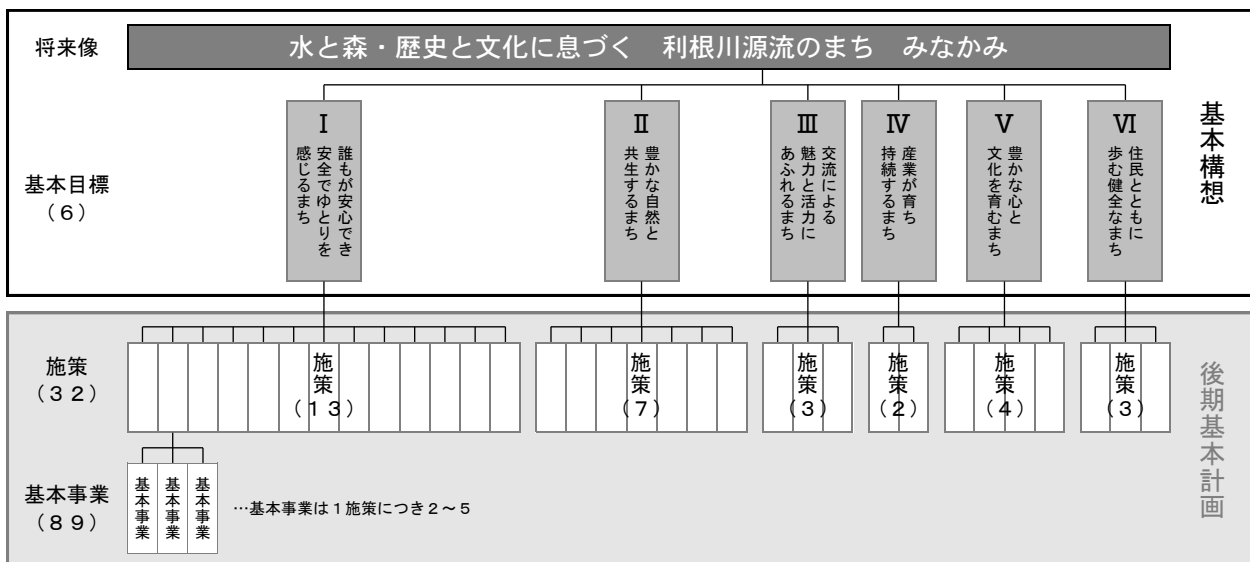 将来像
水と森・歴史と文化に息づく　利根川源流のまち　みなかみ
基本構想
基本目標
（６）
Ⅰ
誰もが安心でき
安全でゆとりを
感じるまち
Ⅱ
豊かな自然と
共生するまち
Ⅲ
交流による
魅力と活力に
あふれるまち
Ⅳ
産業が育ち
持続するまち
Ⅴ
豊かな心と
文化を育むまち
Ⅵ
住民とともに
歩む健全なまち
後期基本計画
施策
（３２）
施策
（１３）
施策
（７）
施策
（３）
施策
（２）
施策
（４）
施策
（３）
基本事業
（８９）
基本事業
基本事業
基本事業
…基本事業は１施策につき２～５